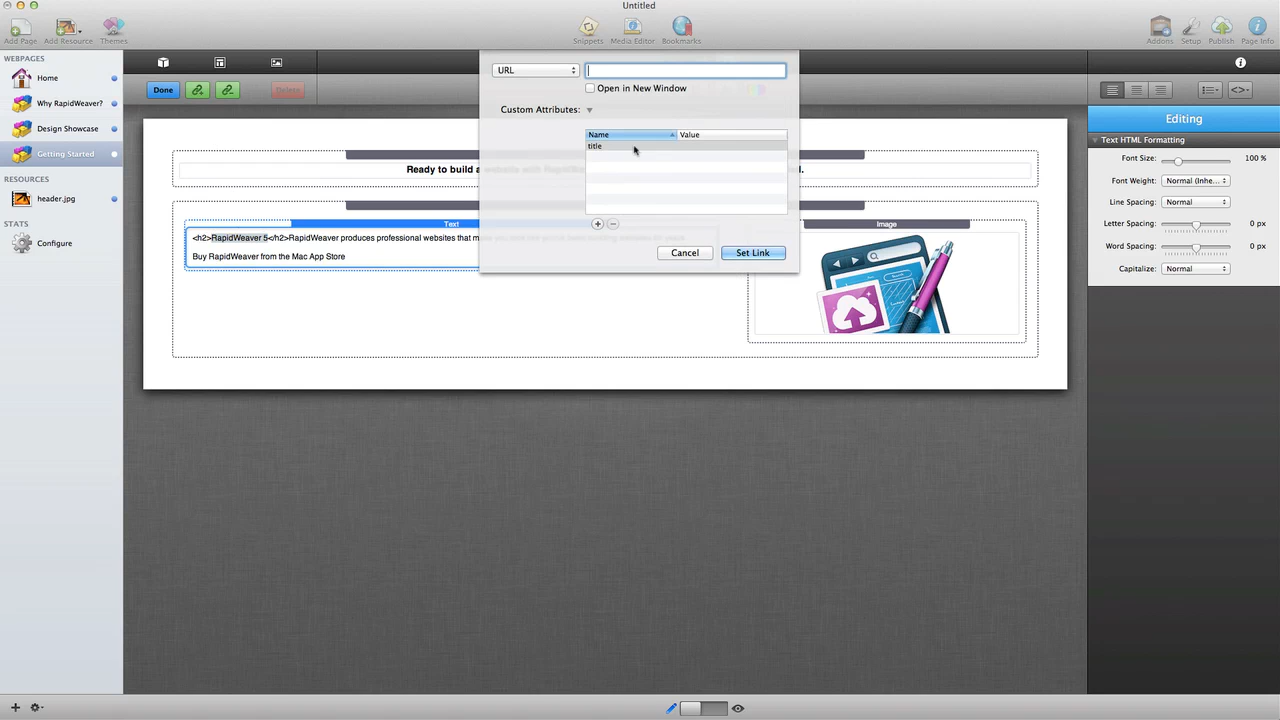 Untitled
Add Page
Add Resource
Themes
Snippets
Media Editor
Bookmarks
Addons
Setup
Publish
Page Info
WEBPAGES
Home
Why RapidWeaver?
Design Showcase
Getting Started
RESOURCES
header.jpg
STATS
Configure
Done
Delete
URL
Open in New Window
Custom Attributes:
Name
Value
title
Cancel
Set Link
Ready to build a website with
Text
<h2>RapidWeaver 5</h2>RapidWeaver produces professional websites that
Buy RapidWeaver from the Mac App Store
Image
Editing
Text HTML Formatting
Font Size:
100 %
Font Weight:
Normal (Inhe...
Line Spacing:
Normal
Letter Spacing:
0 px
Word Spacing:
0 px
Capitalize:
Normal